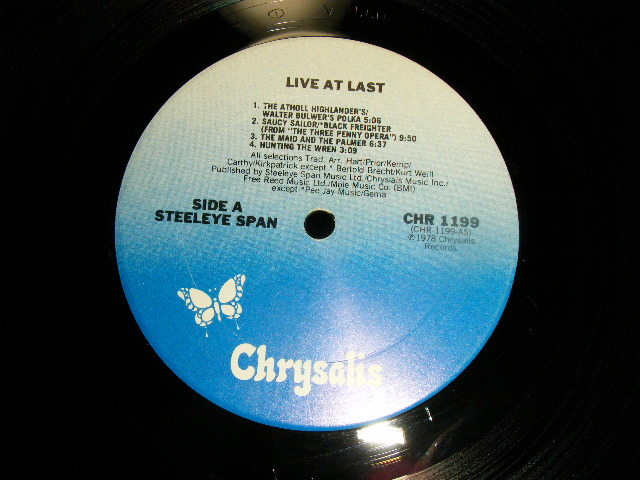 LIVE AT LAST
1. THE ATHOLL HIGHLANDER'S/
WALTER BULWER'S POLKA 5:06
2. SAUCY SAILOR/*BLACK FREIGHTER
(FROM "THE THREE PENNY OPERA") 9:50
3. THE MAID AND THE PALMER 6:37
4. HUNTING THE WREN 3:09
All selections Trad. Arr. Hart/Prior/Kemp/
Carthy/Kirkpatrick except * Bertold Brecht/Kurt Weill
Published by Steeleye Span Music Ltd./Chrysalis Music Inc./
Free Reed Music Ltd./Mole Music Co. (BMI)
except *Pee Jay Music/Gema
SIDE A
STEELEYE SPAN
CHR 1199
(CHR 1199-AS)
℗1978 Chrysalis
Records
Chrysalis